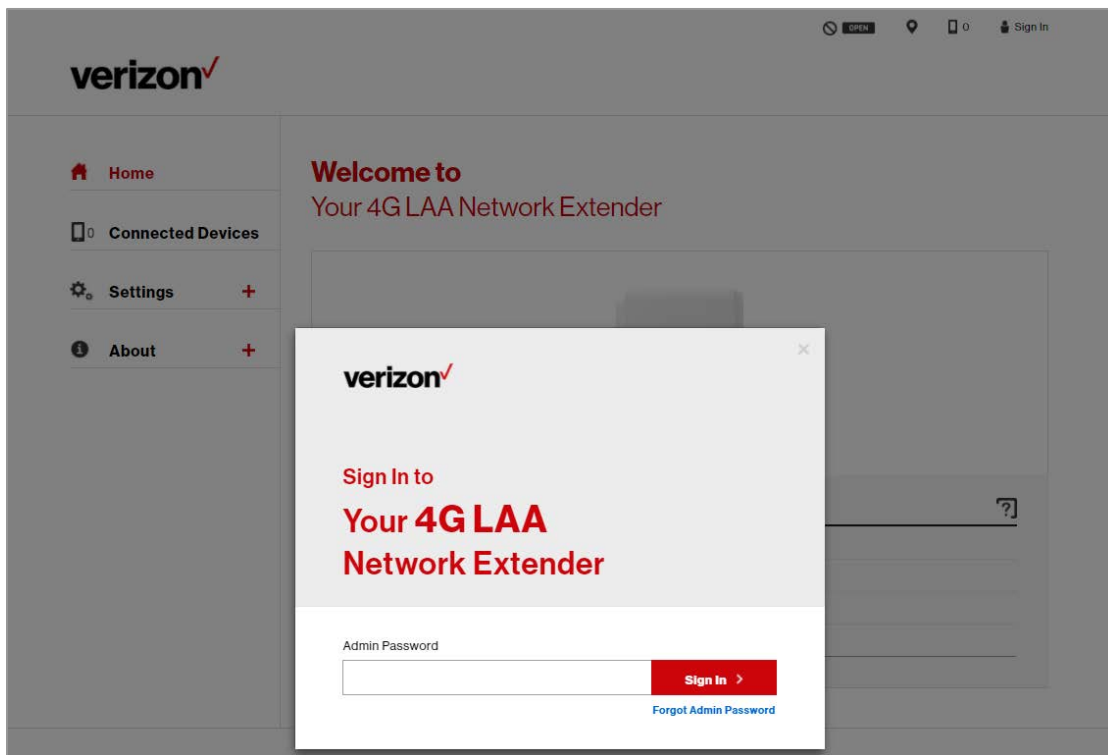 OPEN
0
Sign In
verizon
Home
Welcome to
Your 4G LAA Network Extender
0
Connected Devices
Settings
+
About
+
×
verizon
Sign In to
Your 4G LAA
Network Extender
?
Admin Password
Sign In >
Forgot Admin Password